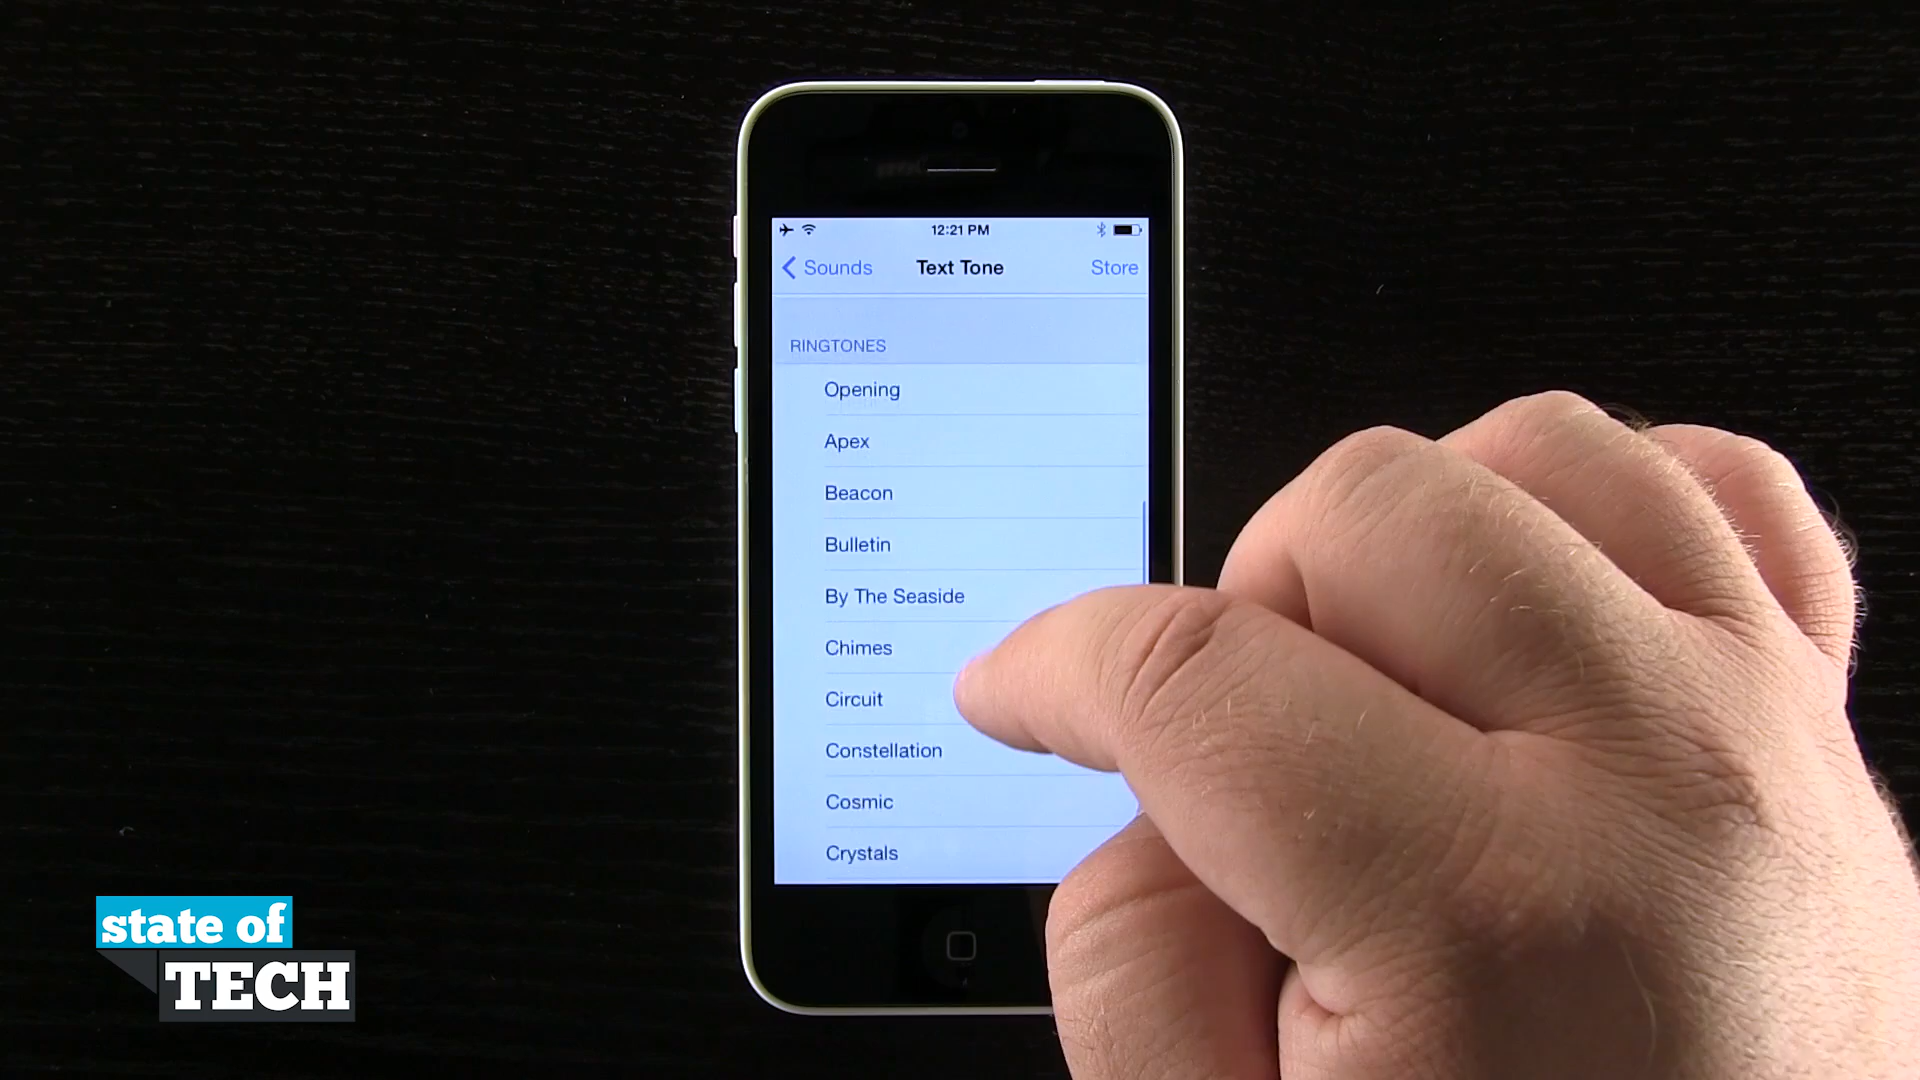 12:21 PM
Sounds Text Tone Store
RINGTONES
Opening
Apex
Beacon
Bulletin
By The Seaside
Chimes
Circuit
Constellation
Cosmic
Crystals
state of
TECH